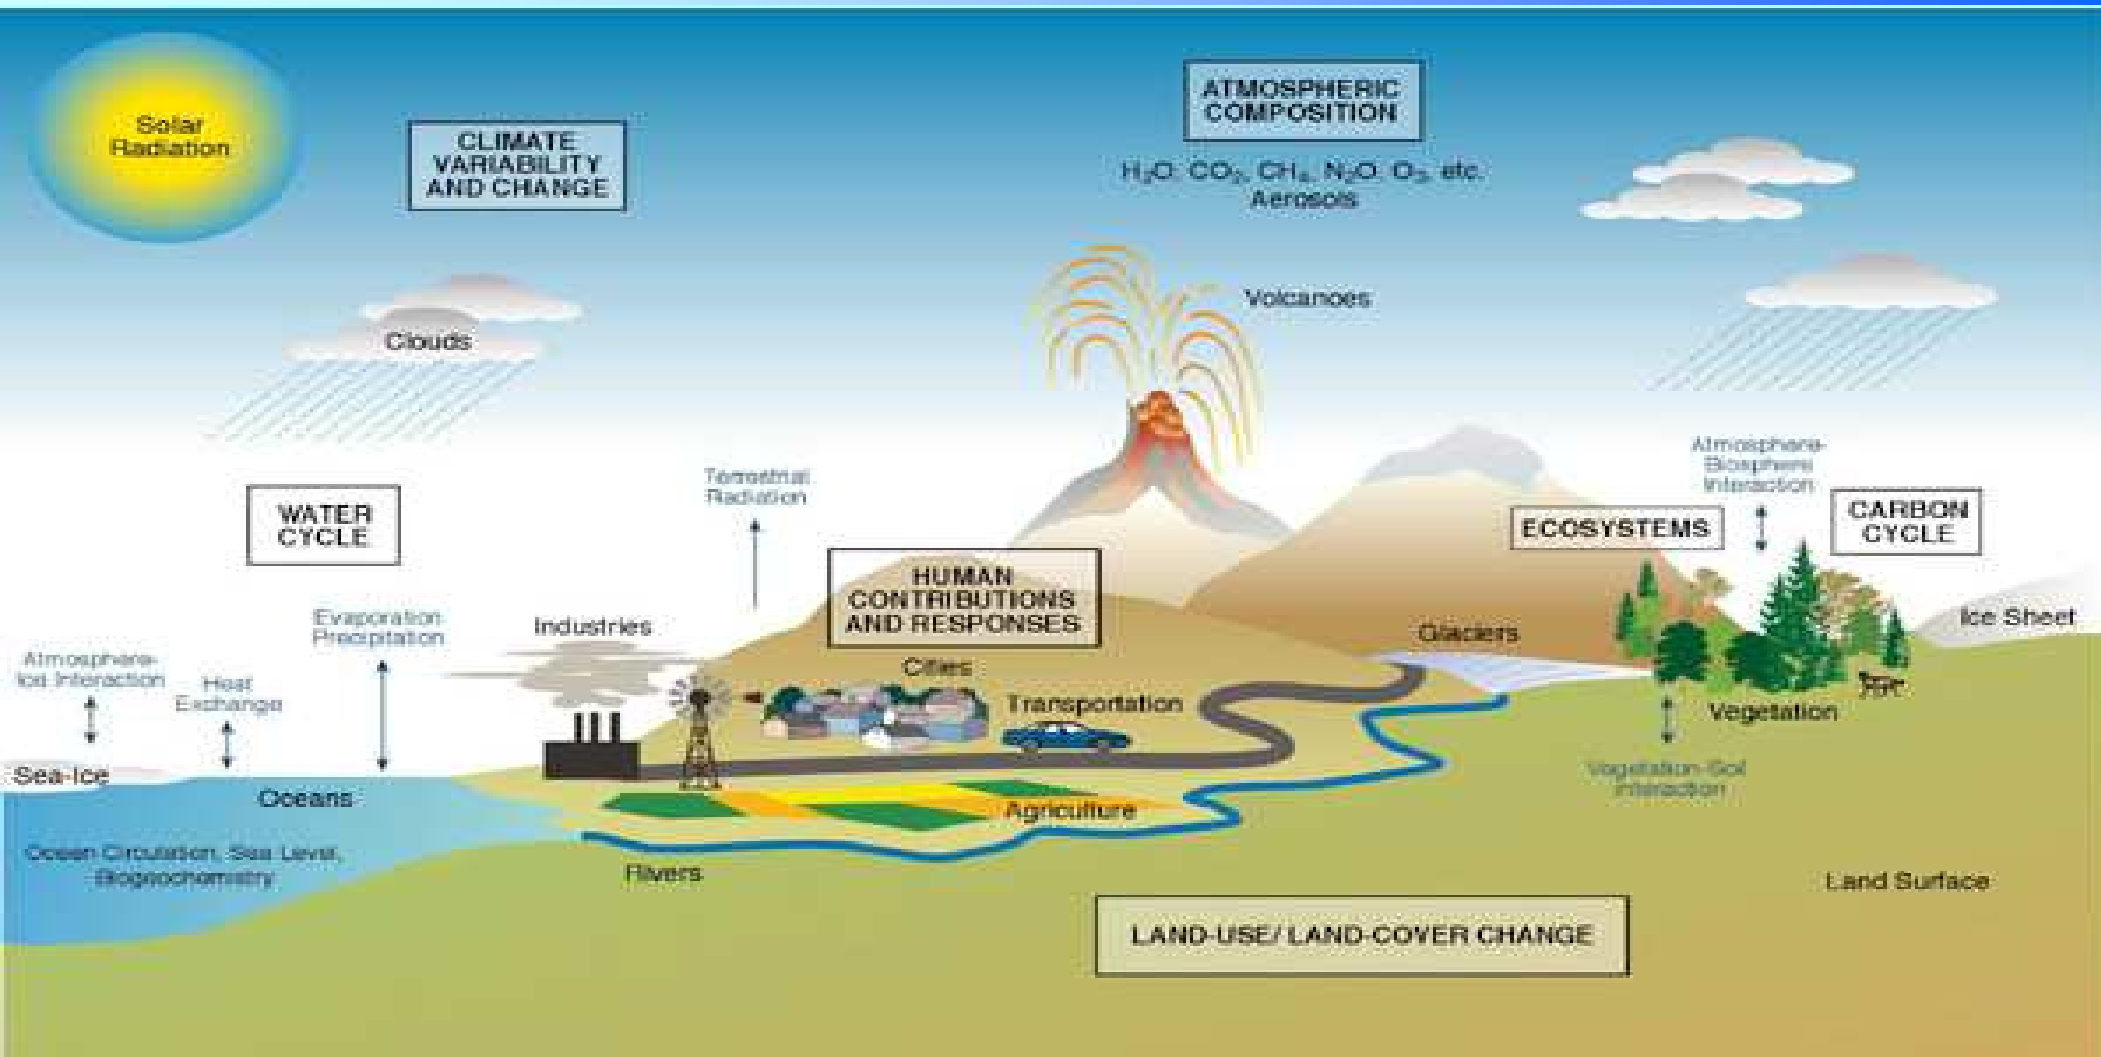 Solar
Radiation
CLIMATE
VARIABILITY
AND CHANGE
ATMOSPHERIC
COMPOSITION
H₂O, CO₂, CH₄, N₂O, O₃, etc.
Aerosols
Volcanoes
Clouds
WATER
CYCLE
Terrestrial
Radiation
Atmosphere-
Biosphere
Interaction
ECOSYSTEMS
CARBON
CYCLE
HUMAN
CONTRIBUTIONS
AND RESPONSES
Evaporation
Precipitation
Industries
Glaciers
Ice Sheet
Atmosphere-
Ice Interaction
Heat
Exchange
Cities
Transportation
Vegetation
Sea-Ice
Oceans
Vegetation-Soil
Interaction
Agriculture
Ocean Circulation, Sea Level,
Biogeochemistry
Rivers
Land Surface
LAND-USE/ LAND-COVER CHANGE